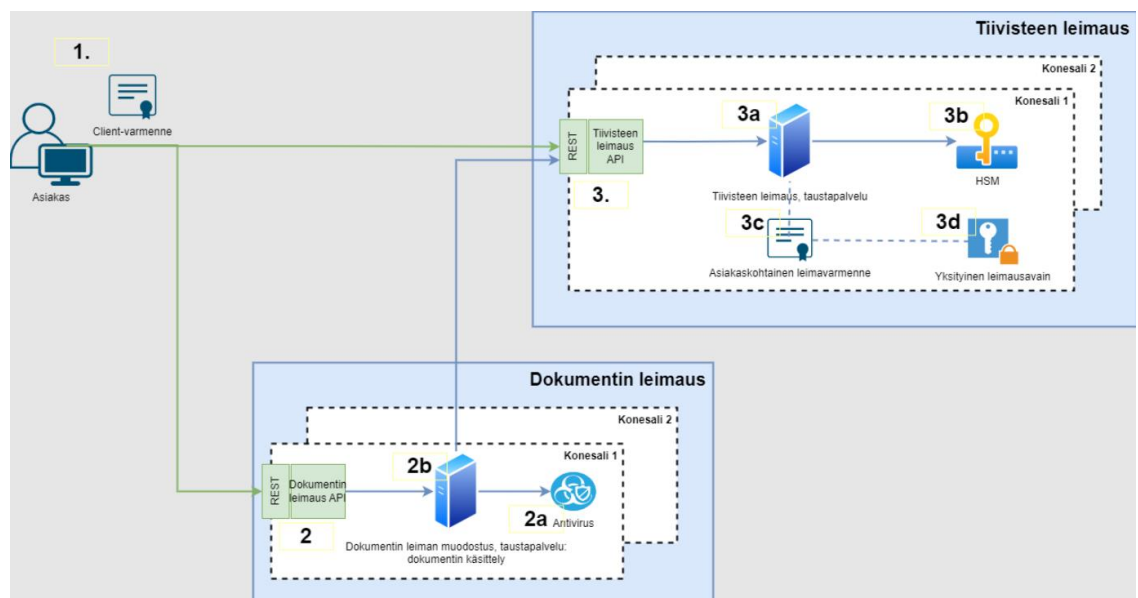 Tiivisteen leimaus
1.
Konesali 2
Konesali 1
Client-varmenne
Asiakas
REST
Tiivisteen
leimaus
API
3.
3a
Tiivisteen leimaus, taustapalvelu
3b
HSM
3c
Asiakaskohtainen leimavarmenne
3d
Yksityinen leimausavain
Dokumentin leimaus
Konesali 2
Konesali 1
REST
Dokumentin
leimaus API
2
2b
2a
Antivirus
Dokumentin leiman muodostus, taustapalvelu:
dokumentin käsittely